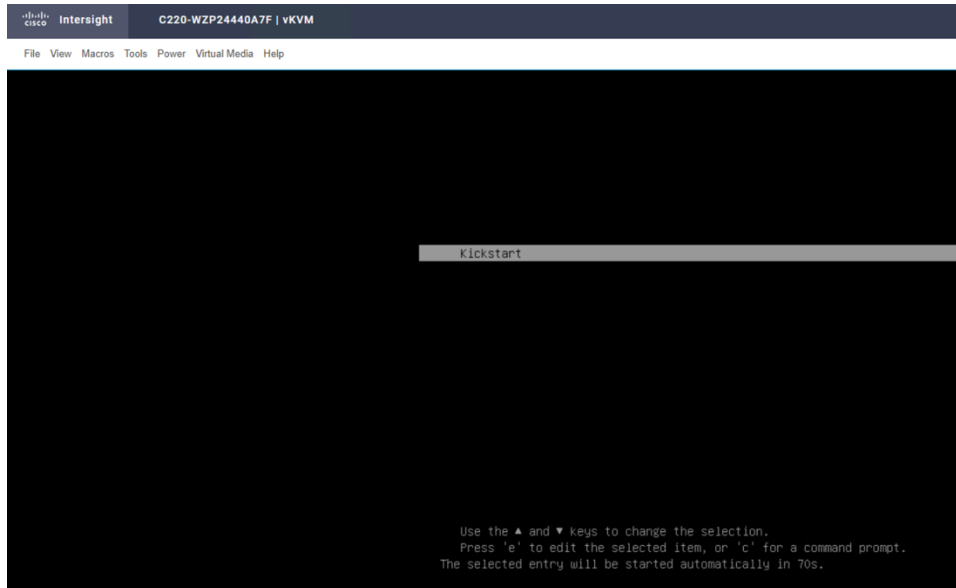 cisco Intersight C220-WZP24440A7F | vKVM
File View Macros Tools Power Virtual Media Help
Kickstart
Use the ▲ and ▼ keys to change the selection.
Press 'e' to edit the selected item, or 'c' for a command prompt.
The selected entry will be started automatically in 70s.